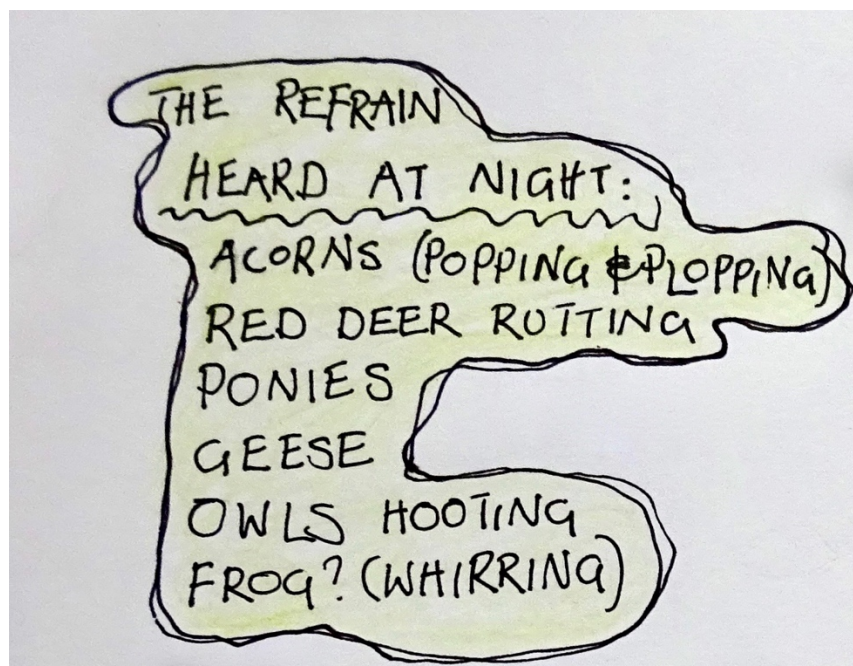 THE REFRAIN
HEARD AT NIGHT:
ACORNS (POPPING & PLOPPING)
RED DEER RUTTING
PONIES
GEESE
OWLS HOOTING
FROG? (WHIRRING)